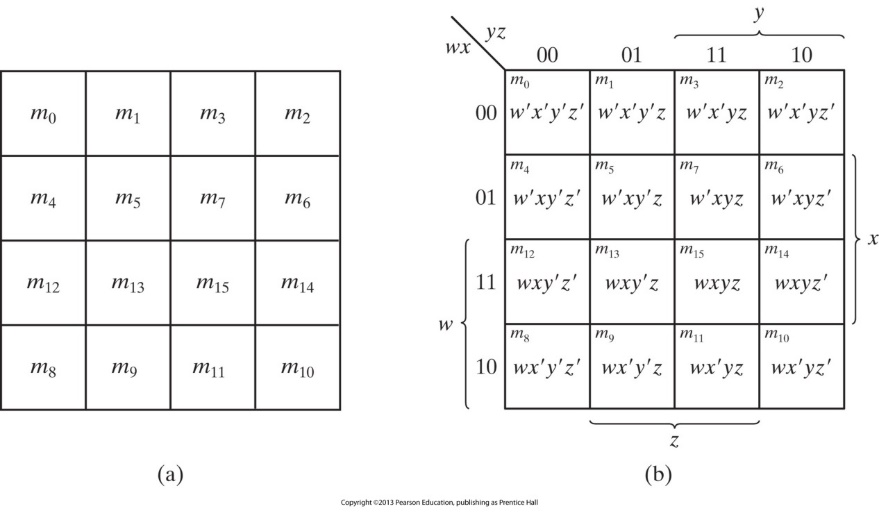 m₀ m₁ m₃ m₂
m₄ m₅ m₇ m₆
m₁₂ m₁₃ m₁₅ m₁₄
m₈ m₉ m₁₁ m₁₀
(a)
y
yz
wx
00 01 11 10
m₀ m₁ m₃ m₂
00 w′x′y′z′ w′x′y′z w′x′yz w′x′yz′
m₄ m₅ m₇ m₆
01 w′xy′z′ w′xy′z w′xyz w′xyz′
x
m₁₂ m₁₃ m₁₅ m₁₄
11 wxy′z′ wxy′z wxyz wxyz′
w
m₈ m₉ m₁₁ m₁₀
10 wx′y′z′ wx′y′z wx′yz wx′yz′
z
(b)
Copyright ©2013 Pearson Education, publishing as Prentice Hall